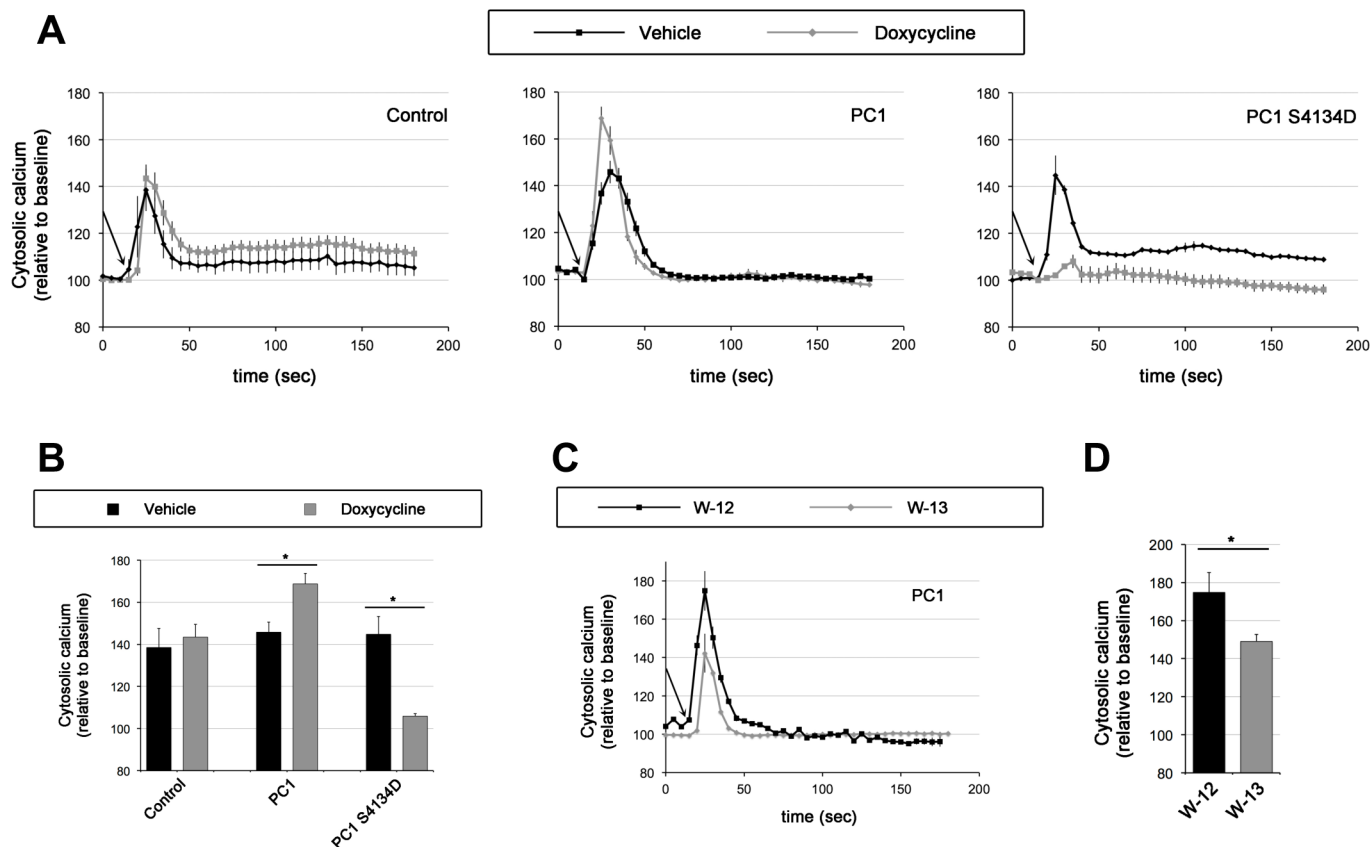 A
Vehicle Doxycycline
Control
Cytosolic calcium
(relative to baseline)
180
160
140
120
100
80
0 50 100 150 200
time (sec)
PC1
180
160
140
120
100
80
0 50 100 150 200
time (sec)
PC1 S4134D
180
160
140
120
100
80
0 50 100 150 200
time (sec)
B
Vehicle Doxycycline
Cytosolic calcium
(relative to baseline)
180
160
140
120
100
80
* *
Control PC1 PC1 S4134D
C
W-12 W-13
PC1
Cytosolic calcium
(relative to baseline)
180
160
140
120
100
80
0 50 100 150 200
time (sec)
D
Cytosolic calcium
(relative to baseline)
200
180
160
140
120
100
80
*
W-12 W-13